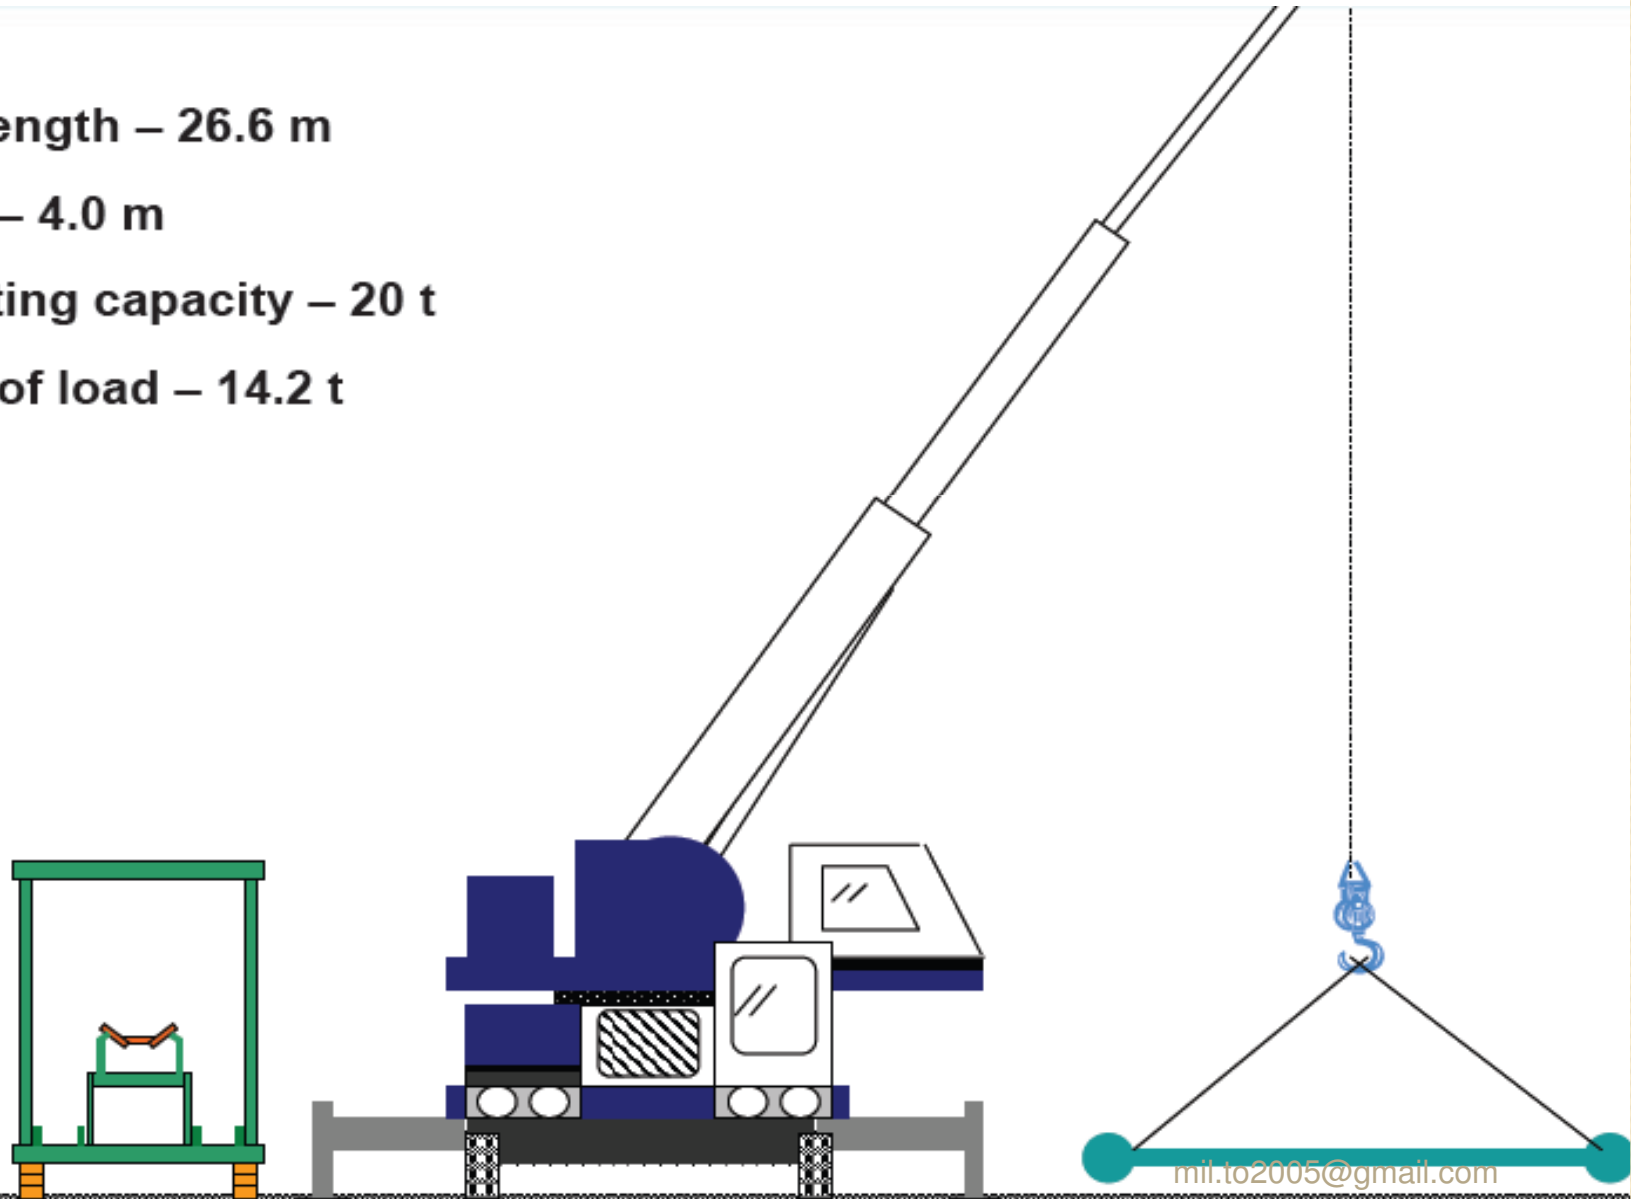 ength – 26.6 m
– 4.0 m
ting capacity – 20 t
of load – 14.2 t
mil.to2005@gmail.com